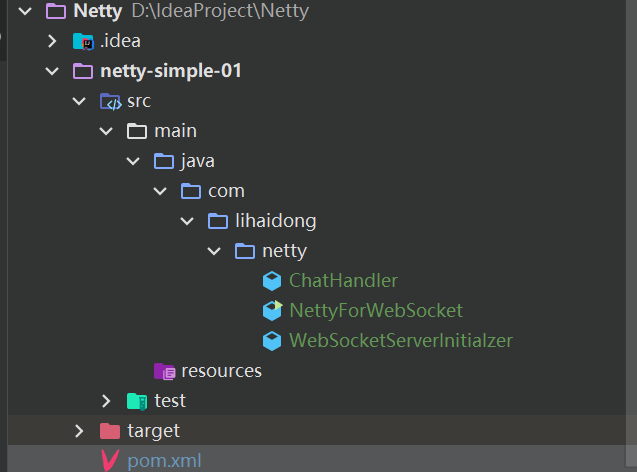 Netty D:\IdeaProject\Netty
.idea
netty-simple-01
src
main
java
com
lihaidong
netty
ChatHandler
NettyForWebSocket
WebSocketServerInitialzer
resources
test
target
pom.xml